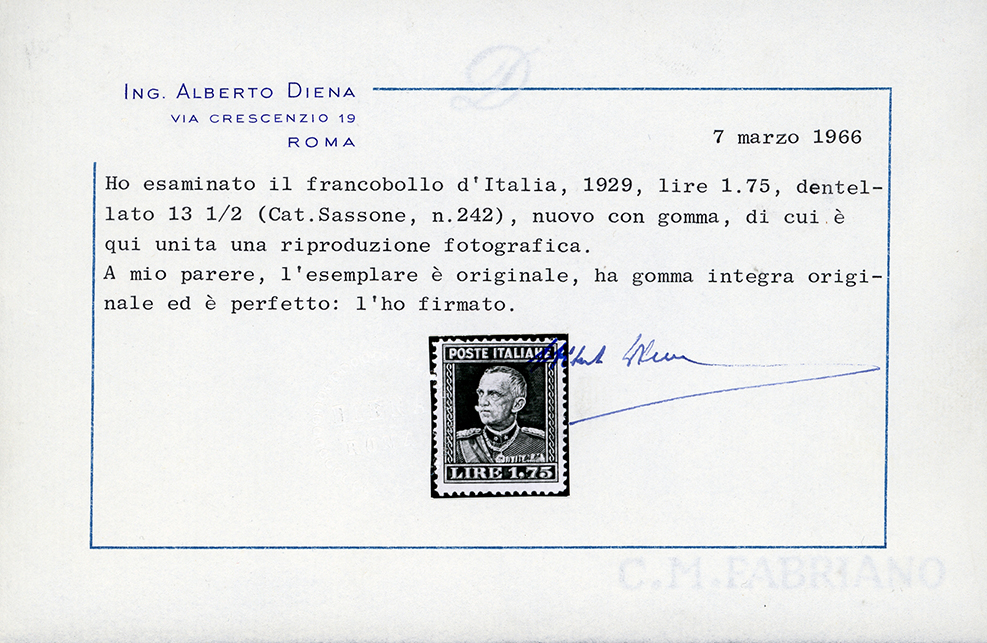 D
ING. ALBERTO DIENA
VIA CRESCENZIO 19
ROMA
7 marzo 1966
Ho esaminato il francobollo d'Italia, 1929, lire 1.75, dentel-
lato 13 1/2 (Cat.Sassone, n.242), nuovo con gomma, di cui è
qui unita una riproduzione fotografica.
A mio parere, l'esemplare è originale, ha gomma integra origi-
nale ed è perfetto: l'ho firmato.
POSTE ITALIANE
Alberto Diena
LIRE 1,75
C.M.FABRIANO